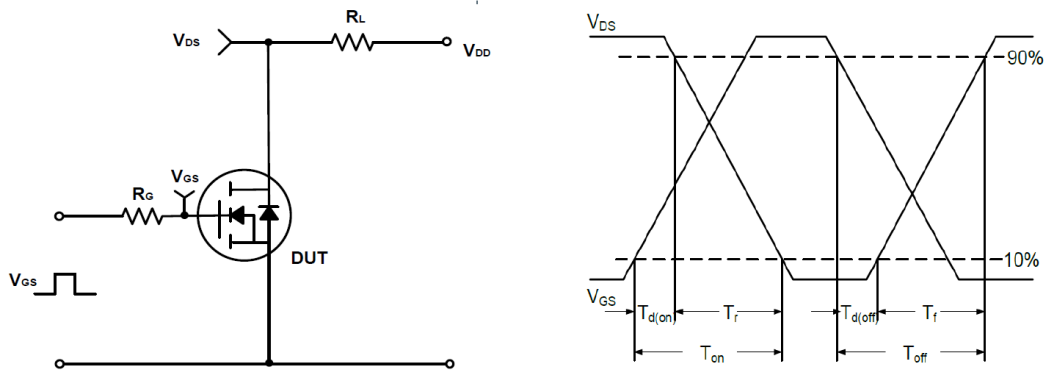 RL
VDS
VDD
VGS
RG
DUT
VGS
VDS
90%
10%
VGS
Td(on)
Tr
Td(off)
Tf
Ton
Toff